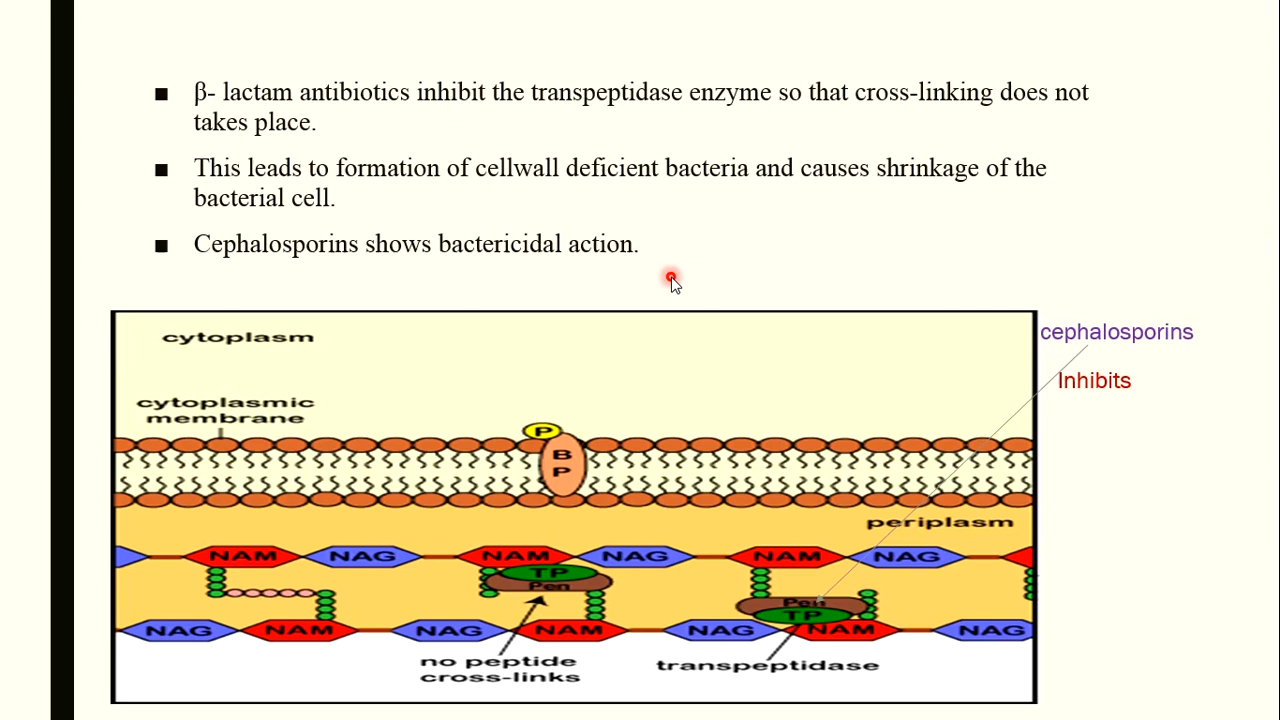 β- lactam antibiotics inhibit the transpeptidase enzyme so that cross-linking does not
takes place.
This leads to formation of cellwall deficient bacteria and causes shrinkage of the
bacterial cell.
Cephalosporins shows bactericidal action.
cytoplasm
cephalosporins
Inhibits
cytoplasmic
membrane
P
B
P
periplasm
NAM NAG NAM NAG NAM NAG
TP
Pen
Pen
TP
NAG NAM NAG NAM NAG NAM NAG
no peptide
cross-links
transpeptidase